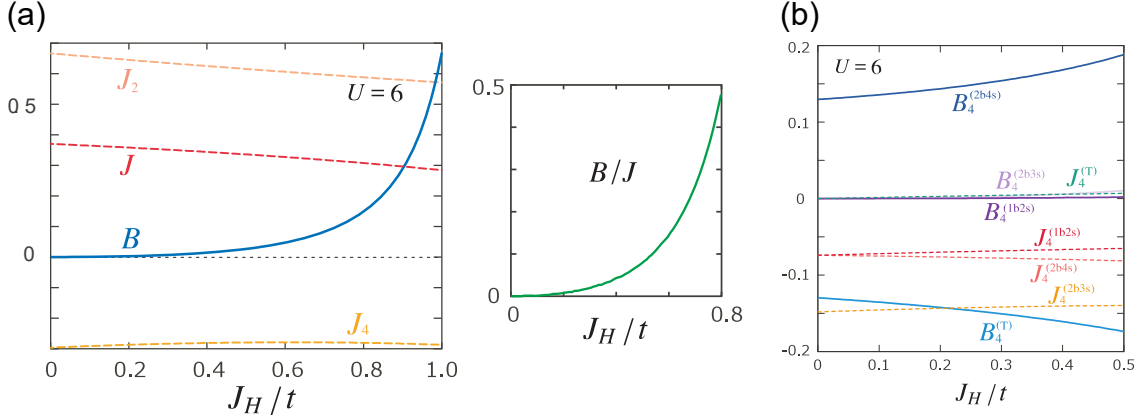 (a)
0 5
0
J₂
U = 6
J
B
J₄
0 0.2 0.4 0.6 0.8 1.0
J_H / t
0.5
0
B / J
0 0.8
J_H / t
(b)
0.2
0.1
0
-0.1
-0.2
U = 6
B₄^(2b4s)
B₄^(2b3s)
J₄^(T)
B₄^(1b2s)
J₄^(1b2s)
J₄^(2b4s)
J₄^(2b3s)
B₄^(T)
0 0.1 0.2 0.3 0.4 0.5
J_H / t